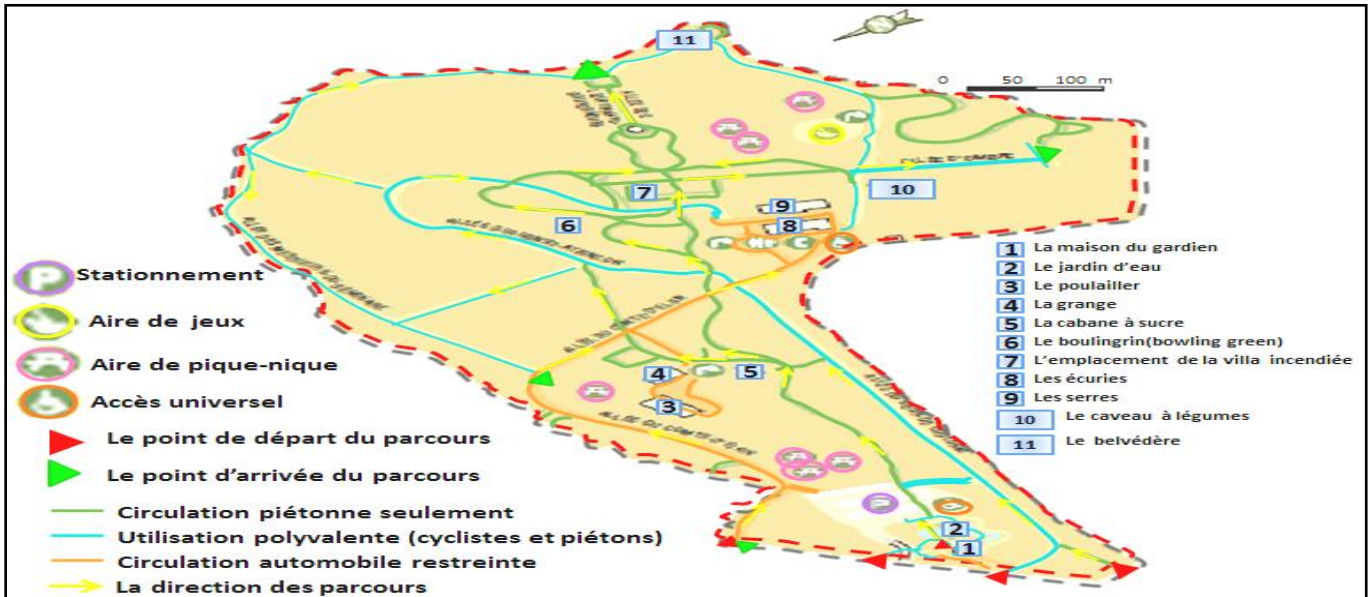 11
N
0 50 100 m
10
7
9
8
6
4
5
3
2
1
ALLÉE DU COMTE D'ELGIN
1 La maison du gardien
2 Le jardin d'eau
3 Le poulailler
4 La grange
5 La cabane à sucre
6 Le boulingrin(bowling green)
7 L'emplacement de la villa incendiée
8 Les écuries
9 Les serres
10 Le caveau à légumes
11 Le belvédère
P Stationnement
Aire de jeux
Aire de pique-nique
Accès universel
Le point de départ du parcours
Le point d'arrivée du parcours
Circulation piétonne seulement
Utilisation polyvalente (cyclistes et piétons)
Circulation automobile restreinte
La direction des parcours